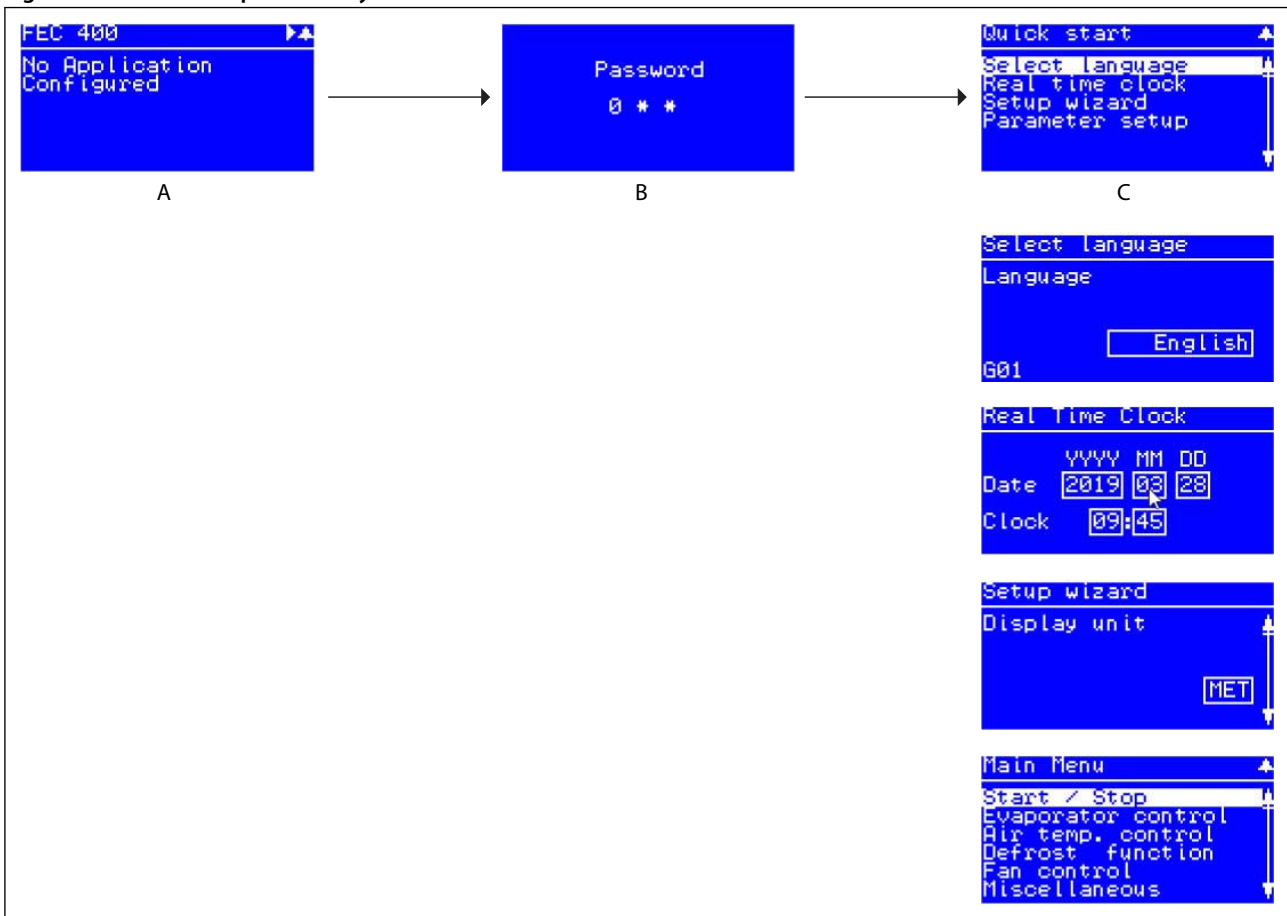 FEC 400
No Application
Configured
A
Password
0 * *
B
Quick start
Select language
Real time clock
Setup wizard
Parameter setup
C
Select language
Language
English
G01
Real Time Clock
YYYY MM DD
Date 2019 03 28
Clock 09:45
Setup wizard
Display unit
MET
Main Menu
Start / Stop
Evaporator control
Air temp. control
Defrost function
Fan control
Miscellaneous